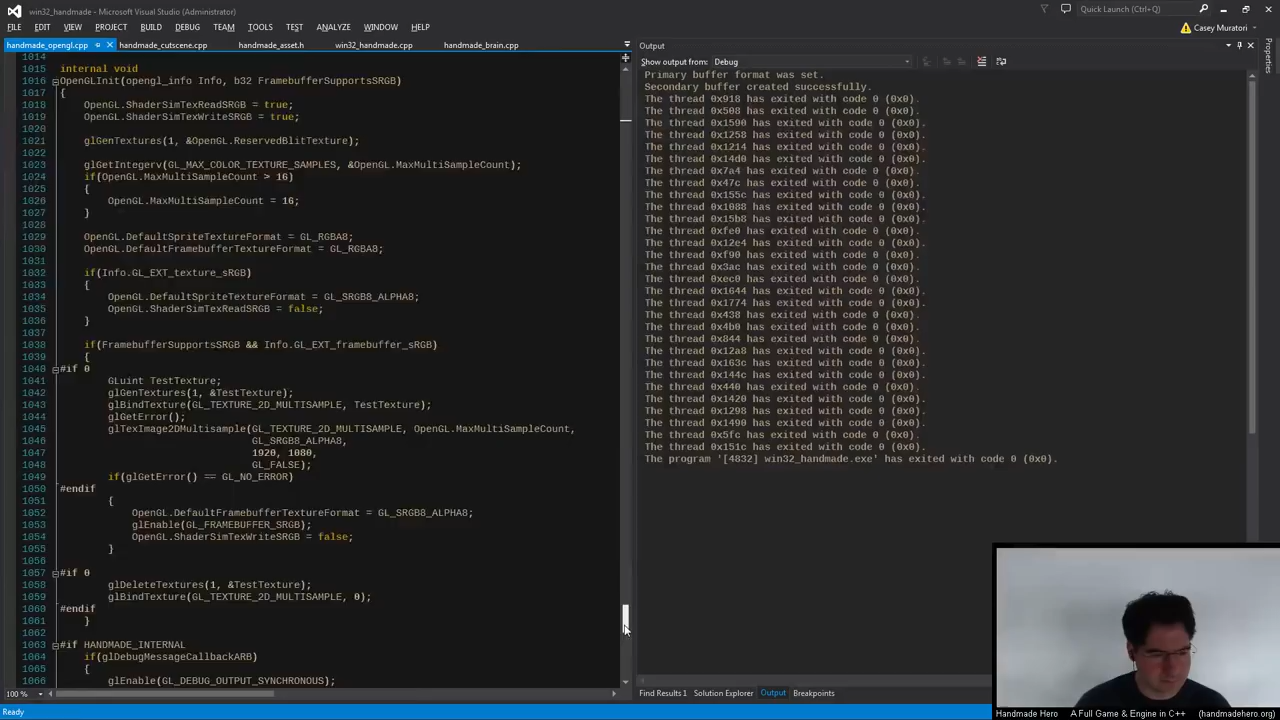 win32_handmade - Microsoft Visual Studio (Administrator)
Quick Launch (Ctrl+Q)
FILE EDIT VIEW PROJECT BUILD DEBUG TEAM TOOLS TEST ANALYZE WINDOW HELP
Casey Muratori
handmade_opengl.cpp handmade_cutscene.cpp handmade_asset.h win32_handmade.cpp handmade_brain.cpp
1014
1015 internal void
1016 OpenGLInit(opengl_info Info, b32 FramebufferSupportsSRGB)
1017 {
1018 OpenGL.ShaderSimTexReadSRGB = true;
1019 OpenGL.ShaderSimTexWriteSRGB = true;
1020
1021 glGenTextures(1, &OpenGL.ReservedBlitTexture);
1022
1023 glGetIntegerv(GL_MAX_COLOR_TEXTURE_SAMPLES, &OpenGL.MaxMultiSampleCount);
1024 if(OpenGL.MaxMultiSampleCount > 16)
1025 {
1026 OpenGL.MaxMultiSampleCount = 16;
1027 }
1028
1029 OpenGL.DefaultSpriteTextureFormat = GL_RGBA8;
1030 OpenGL.DefaultFramebufferTextureFormat = GL_RGBA8;
1031
1032 if(Info.GL_EXT_texture_sRGB)
1033 {
1034 OpenGL.DefaultSpriteTextureFormat = GL_SRGB8_ALPHA8;
1035 OpenGL.ShaderSimTexReadSRGB = false;
1036 }
1037
1038 if(FramebufferSupportsSRGB && Info.GL_EXT_framebuffer_sRGB)
1039 {
1040 #if 0
1041 GLuint TestTexture;
1042 glGenTextures(1, &TestTexture);
1043 glBindTexture(GL_TEXTURE_2D_MULTISAMPLE, TestTexture);
1044 glGetError();
1045 glTexImage2DMultisample(GL_TEXTURE_2D_MULTISAMPLE, OpenGL.MaxMultiSampleCount,
1046 GL_SRGB8_ALPHA8,
1047 1920, 1080,
1048 GL_FALSE);
1049 if(glGetError() == GL_NO_ERROR)
1050 #endif
1051 {
1052 OpenGL.DefaultFramebufferTextureFormat = GL_SRGB8_ALPHA8;
1053 glEnable(GL_FRAMEBUFFER_SRGB);
1054 OpenGL.ShaderSimTexWriteSRGB = false;
1055 }
1056
1057 #if 0
1058 glDeleteTextures(1, &TestTexture);
1059 glBindTexture(GL_TEXTURE_2D_MULTISAMPLE, 0);
1060 #endif
1061 }
1062
1063 #if HANDMADE_INTERNAL
1064 if(glDebugMessageCallbackARB)
1065 {
1066 glEnable(GL_DEBUG_OUTPUT_SYNCHRONOUS);
100 %
Output
Show output from: Debug
Primary buffer format was set.
Secondary buffer created successfully.
The thread 0x918 has exited with code 0 (0x0).
The thread 0x508 has exited with code 0 (0x0).
The thread 0x1590 has exited with code 0 (0x0).
The thread 0x1258 has exited with code 0 (0x0).
The thread 0x1214 has exited with code 0 (0x0).
The thread 0x14d0 has exited with code 0 (0x0).
The thread 0x7a4 has exited with code 0 (0x0).
The thread 0x47c has exited with code 0 (0x0).
The thread 0x155c has exited with code 0 (0x0).
The thread 0x1088 has exited with code 0 (0x0).
The thread 0x15b8 has exited with code 0 (0x0).
The thread 0xfe0 has exited with code 0 (0x0).
The thread 0x12e4 has exited with code 0 (0x0).
The thread 0xf90 has exited with code 0 (0x0).
The thread 0x3ac has exited with code 0 (0x0).
The thread 0xec0 has exited with code 0 (0x0).
The thread 0x1644 has exited with code 0 (0x0).
The thread 0x1774 has exited with code 0 (0x0).
The thread 0x438 has exited with code 0 (0x0).
The thread 0x4b0 has exited with code 0 (0x0).
The thread 0x844 has exited with code 0 (0x0).
The thread 0x12a8 has exited with code 0 (0x0).
The thread 0x163c has exited with code 0 (0x0).
The thread 0x144c has exited with code 0 (0x0).
The thread 0x440 has exited with code 0 (0x0).
The thread 0x1420 has exited with code 0 (0x0).
The thread 0x1298 has exited with code 0 (0x0).
The thread 0x1490 has exited with code 0 (0x0).
The thread 0x5fc has exited with code 0 (0x0).
The thread 0x151c has exited with code 0 (0x0).
The program '[4832] win32_handmade.exe' has exited with code 0 (0x0).
Properties
Find Results 1 Solution Explorer Output Breakpoints
Ready
Handmade Hero A Full Game & Engine in C++ (handmadehero.org)